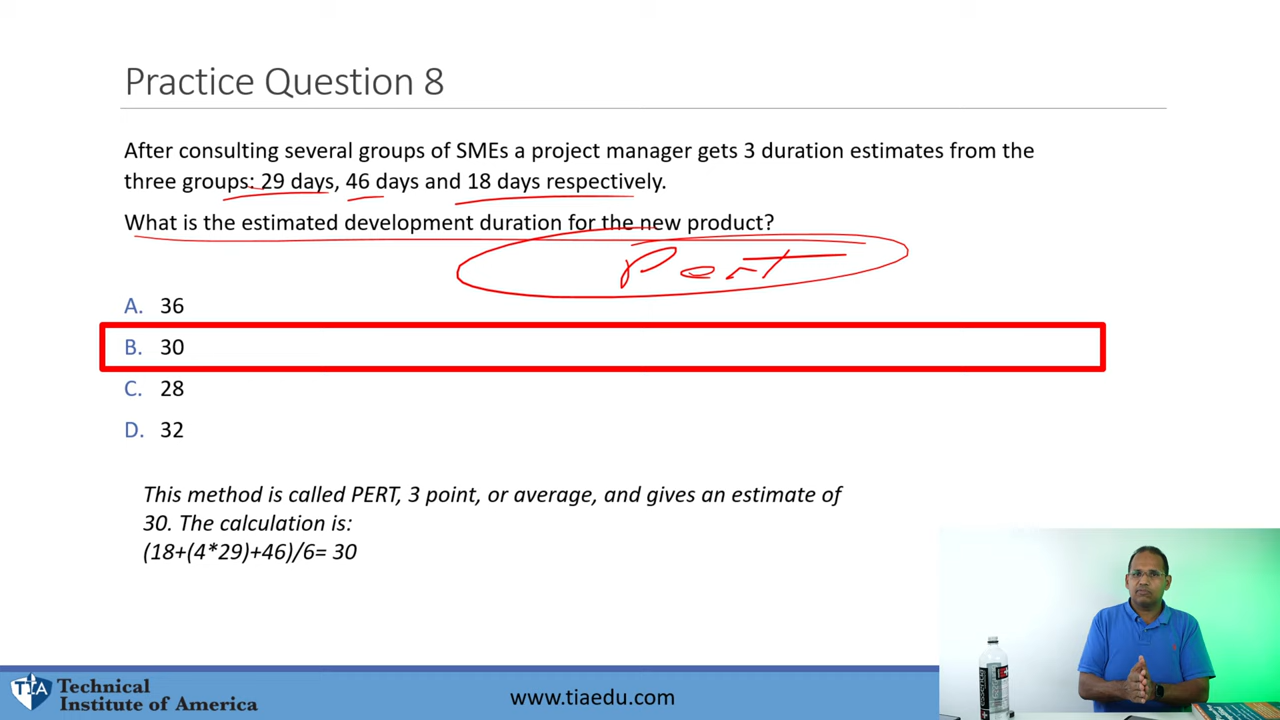 Practice Question 8
After consulting several groups of SMEs a project manager gets 3 duration estimates from the
three groups: 29 days, 46 days and 18 days respectively.
What is the estimated development duration for the new product?
Pert
A. 36
B. 30
C. 28
D. 32
This method is called PERT, 3 point, or average, and gives an estimate of
30. The calculation is:
(18+(4*29)+46)/6= 30
TIA
Technical
Institute of America
www.tiaedu.com